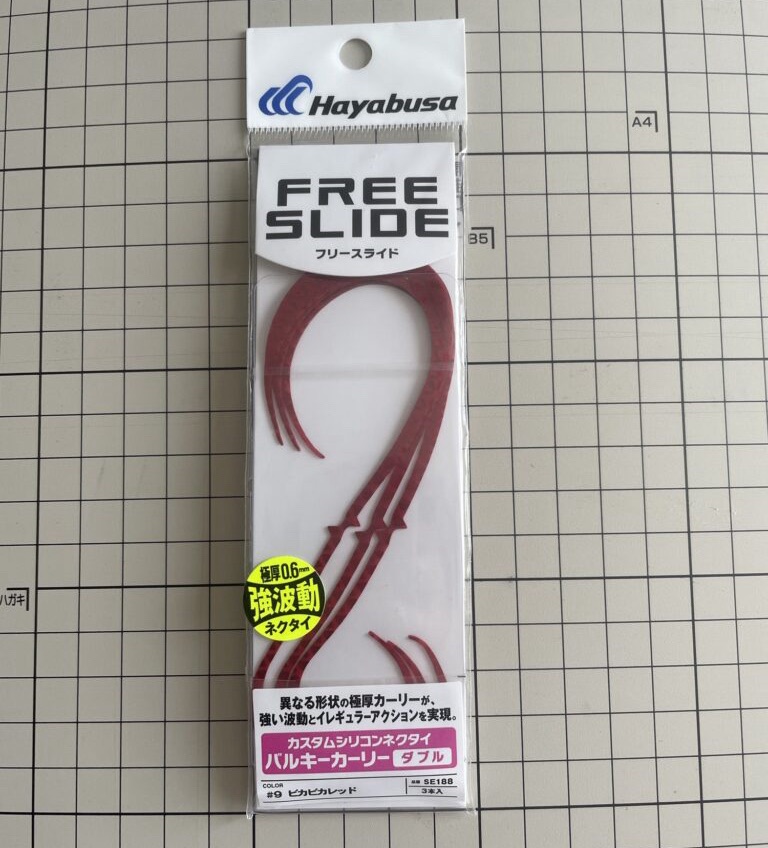 Hayabusa
A4
FREE
SLIDE
フリースライド
B5
極厚0.6mm
強波動
ネクタイ
ハガキ
異なる形状の極厚カーリーが、
強い波動とイレギュラーアクションを実現。
カスタムシリコンネクタイ
バルキーカーリー ダブル
COLOR
#9 ピカピカレッド
品番 SE188
3本入